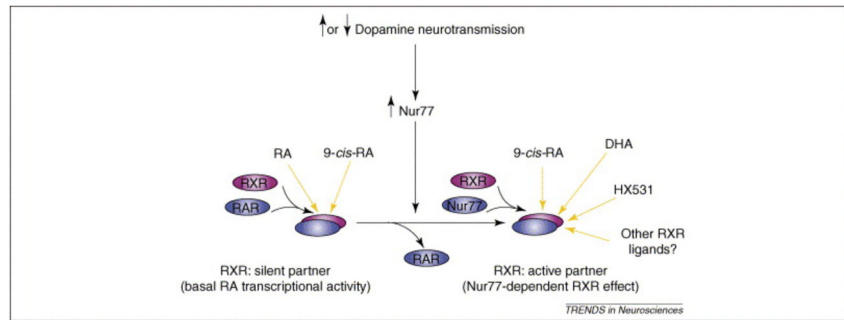 ↑or ↓ Dopamine neurotransmission
↑ Nur77
RA
9-cis-RA
RXR
RAR
9-cis-RA
DHA
RXR
Nur77
HX531
Other RXR
ligands?
RAR
RXR: silent partner
(basal RA transcriptional activity)
RXR: active partner
(Nur77-dependent RXR effect)
TRENDS in Neurosciences